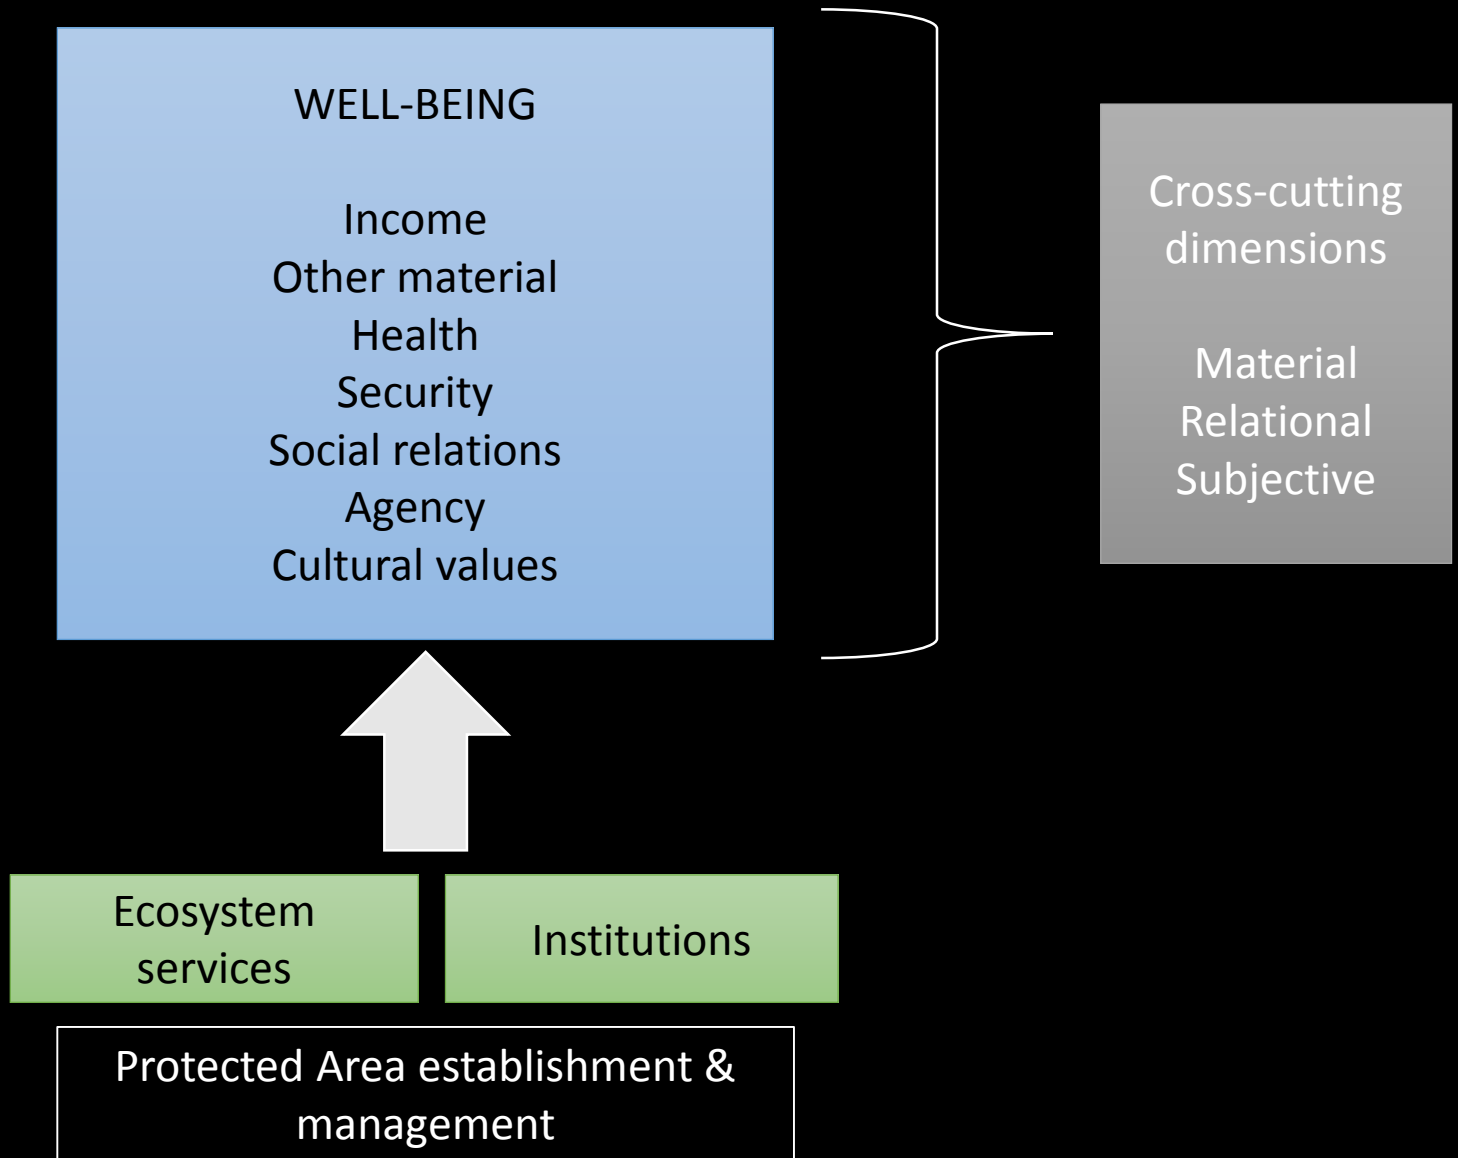 WELL-BEING
Income
Other material
Health
Security
Social relations
Agency
Cultural values
Cross-cutting
dimensions
Material
Relational
Subjective
Ecosystem
services
Institutions
Protected Area establishment &
management